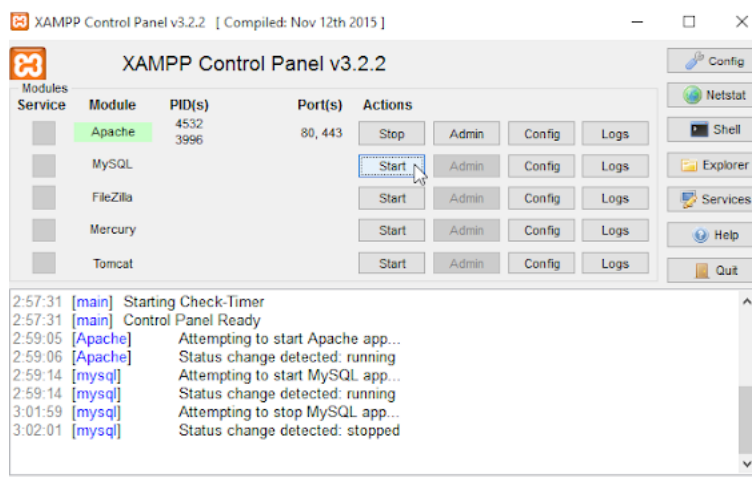 XAMPP Control Panel v3.2.2 [ Compiled: Nov 12th 2015 ]
XAMPP Control Panel v3.2.2
Config
Modules
Service Module PID(s) Port(s) Actions
Netstat
Apache 4532 3996 80, 443 Stop Admin Config Logs
Shell
MySQL Start Admin Config Logs
Explorer
FileZilla Start Admin Config Logs
Services
Mercury Start Admin Config Logs
Help
Tomcat Start Admin Config Logs
Quit
2:57:31 [main] Starting Check-Timer
2:57:31 [main] Control Panel Ready
2:59:05 [Apache] Attempting to start Apache app...
2:59:06 [Apache] Status change detected: running
2:59:14 [mysql] Attempting to start MySQL app...
2:59:14 [mysql] Status change detected: running
3:01:59 [mysql] Attempting to stop MySQL app...
3:02:01 [mysql] Status change detected: stopped